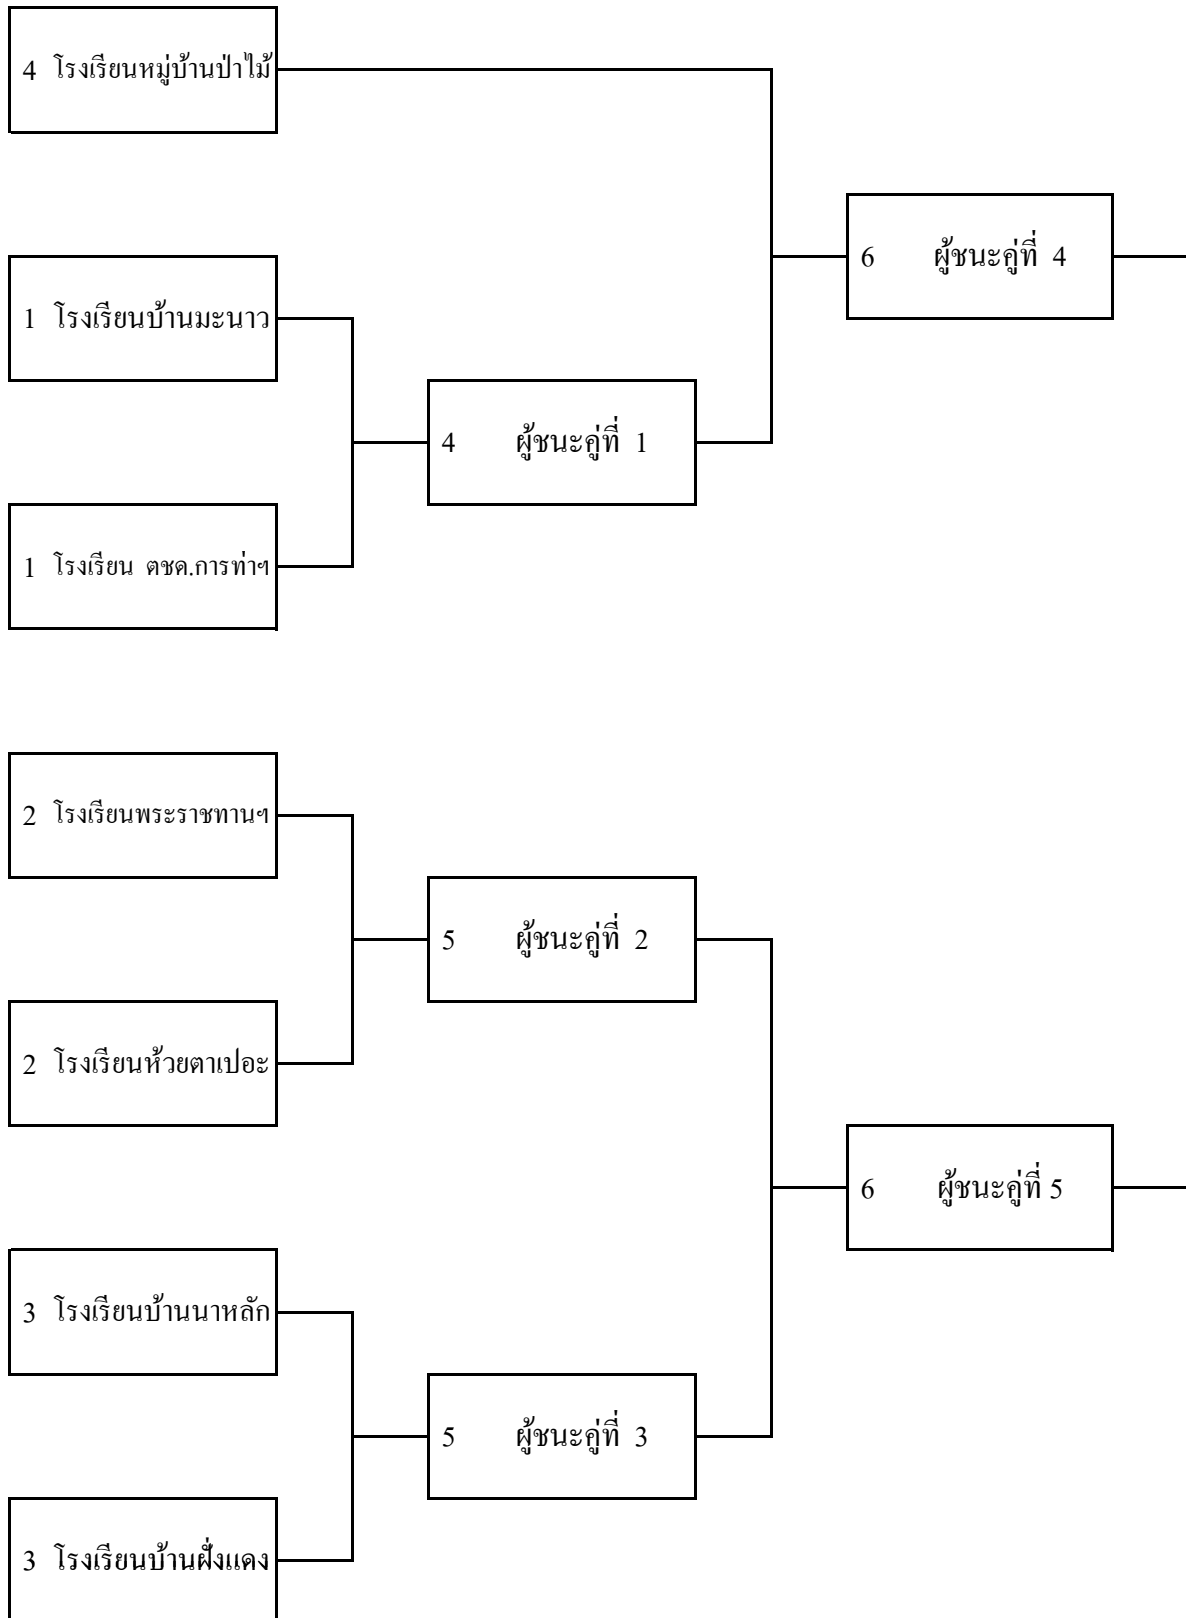 4 โรงเรียนหมู่บ้านป่าไม้
6 ผู้ชนะคู่ที่ 4
1 โรงเรียนบ้านมะนาว
4 ผู้ชนะคู่ที่ 1
1 โรงเรียน ตชด.การท่าฯ
2 โรงเรียนพระราชทานฯ
5 ผู้ชนะคู่ที่ 2
2 โรงเรียนห้วยตาเปอะ
6 ผู้ชนะคู่ที่ 5
3 โรงเรียนบ้านนาหลัก
5 ผู้ชนะคู่ที่ 3
3 โรงเรียนบ้านฝั่งแดง